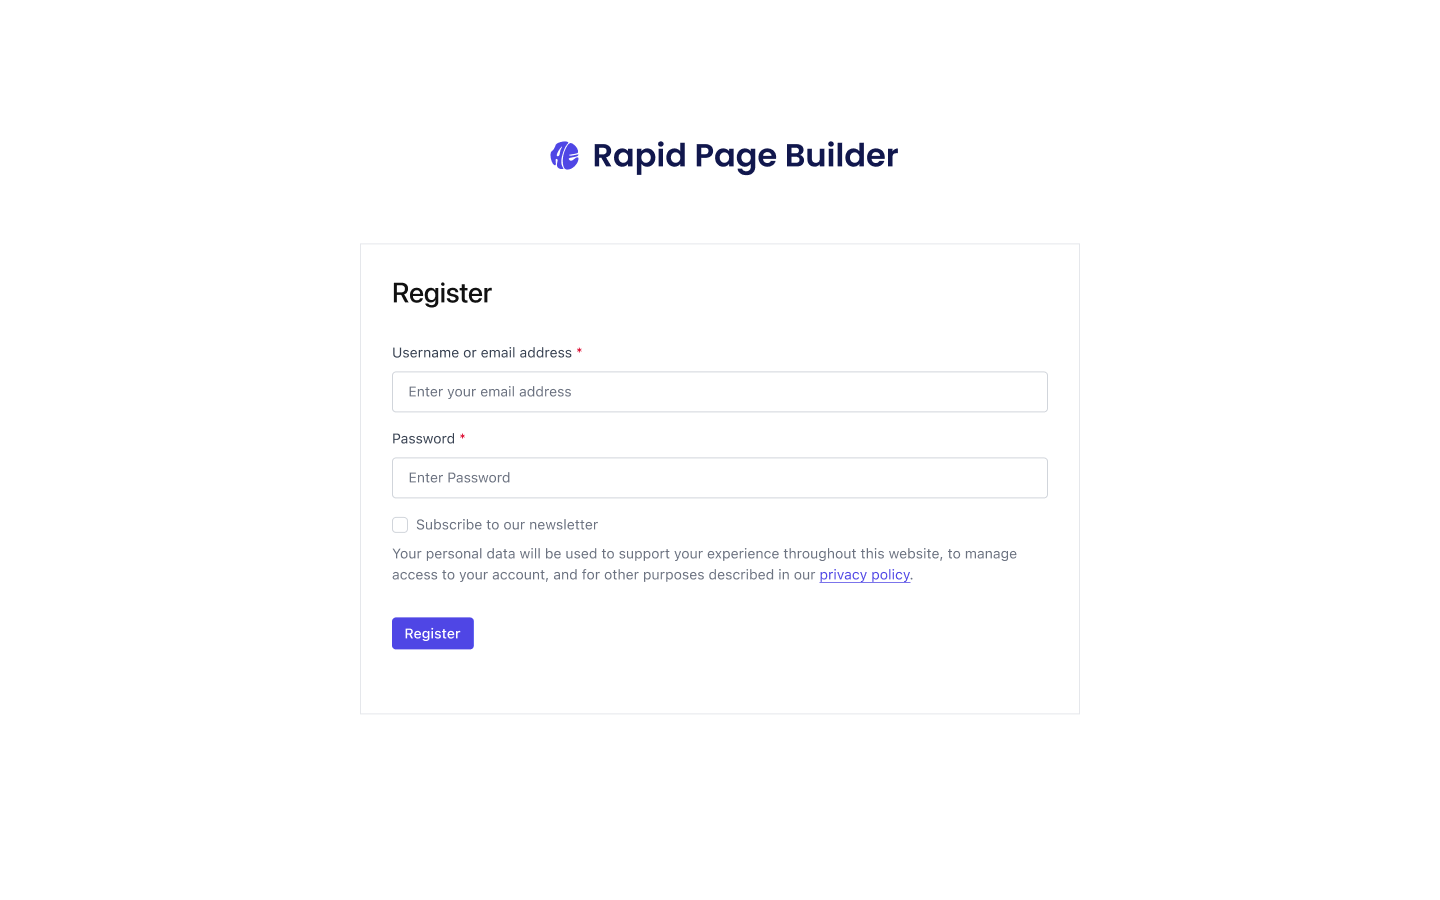 Rapid Page Builder
Register
Username or email address *
Enter your email address
Password *
Enter Password
Subscribe to our newsletter
Your personal data will be used to support your experience throughout this website, to manage
access to your account, and for other purposes described in our privacy policy.
Register